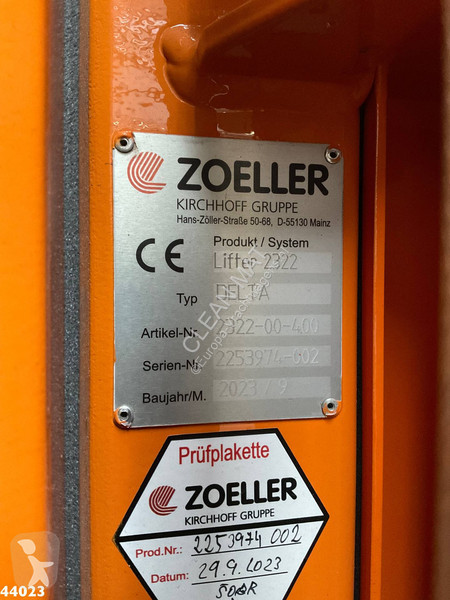 ZOELLER
KIRCHHOFF GRUPPE
Hans-Zöller-Straße 50-68, D-55130 Mainz
CE
Produkt / System
Lifter 2322
Typ DELTA
Artikel-Nr. 2322-00-400
Serien-Nr. 2253974-002
Baujahr/M. 2023 / 9
Prüfplakette
ZOELLER
KIRCHHOFF GRUPPE
Prod.Nr.: 2253974 002
Datum: 29.9.2023
44023